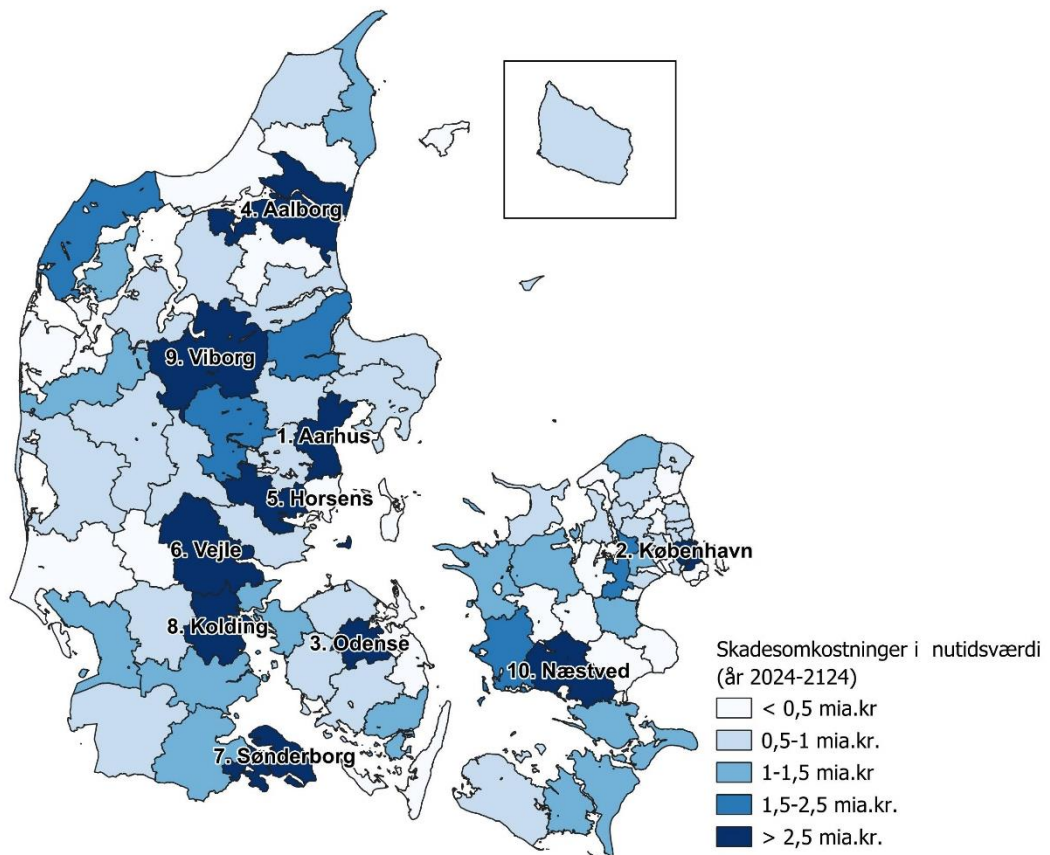 4. Aalborg
9. Viborg
1. Aarhus
5. Horsens
2. København
6. Vejle
8. Kolding
3. Odense
10. Næstved
7. Sønderborg
Skadesomkostninger i nutidsværdi
(år 2024-2124)
< 0,5 mia.kr
0,5-1 mia.kr.
1-1,5 mia.kr
1,5-2,5 mia.kr.
> 2,5 mia.kr.